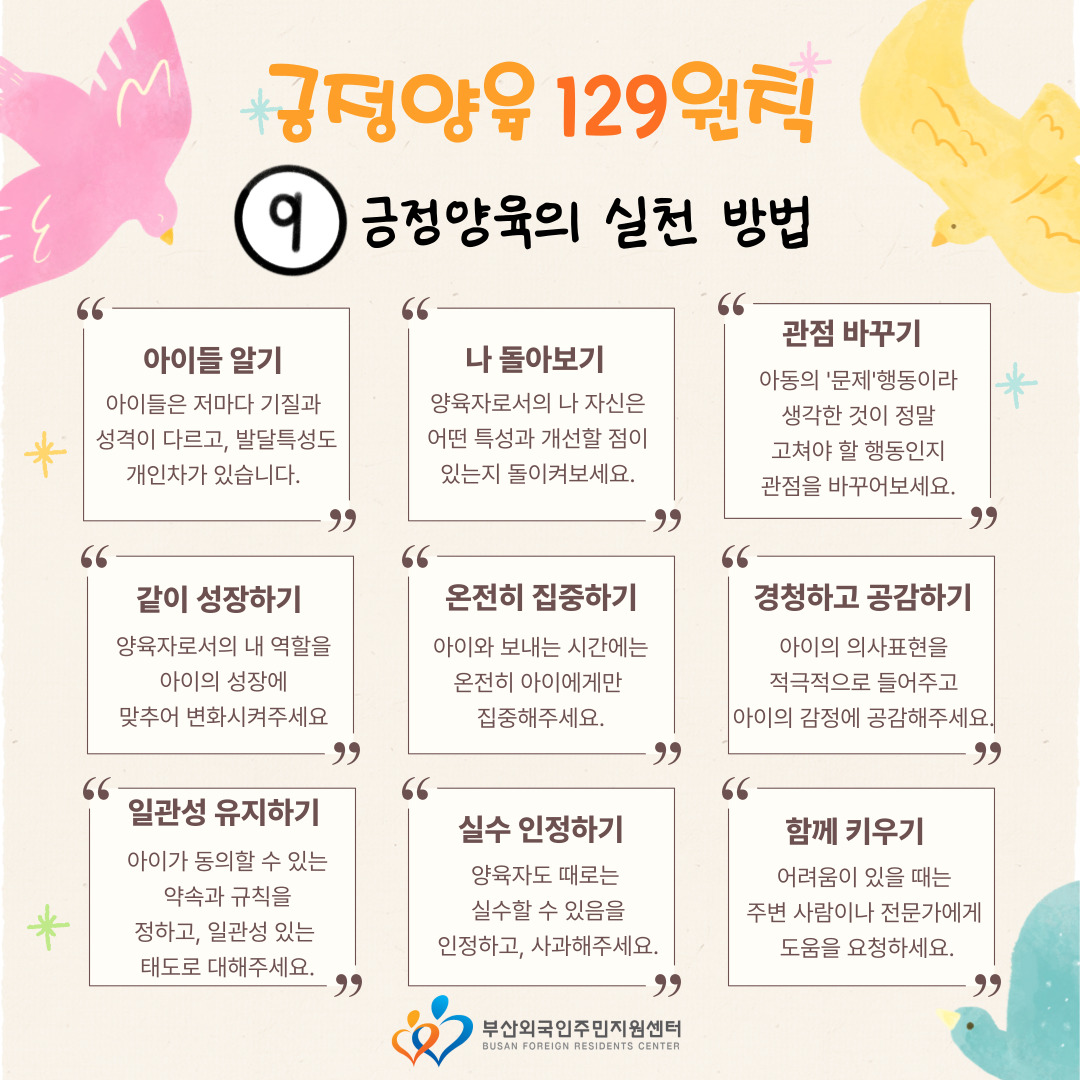 긍정양육 129원칙
9 긍정양육의 실천 방법
“
아이들 알기
아이들은 저마다 기질과
성격이 다르고, 발달특성도
개인차가 있습니다.
”
“
나 돌아보기
양육자로서의 나 자신은
어떤 특성과 개선할 점이
있는지 돌이켜보세요.
”
“
관점 바꾸기
아동의 '문제'행동이라
생각한 것이 정말
고쳐야 할 행동인지
관점을 바꾸어보세요.
”
“
같이 성장하기
양육자로서의 내 역할을
아이의 성장에
맞추어 변화시켜주세요
”
“
온전히 집중하기
아이와 보내는 시간에는
온전히 아이에게만
집중해주세요.
”
“
경청하고 공감하기
아이의 의사표현을
적극적으로 들어주고
아이의 감정에 공감해주세요.
”
“
일관성 유지하기
아이가 동의할 수 있는
약속과 규칙을
정하고, 일관성 있는
태도로 대해주세요.
”
“
실수 인정하기
양육자도 때로는
실수할 수 있음을
인정하고, 사과해주세요.
”
“
함께 키우기
어려움이 있을 때는
주변 사람이나 전문가에게
도움을 요청하세요.
”
부산외국인주민지원센터
BUSAN FOREIGN RESIDENTS CENTER